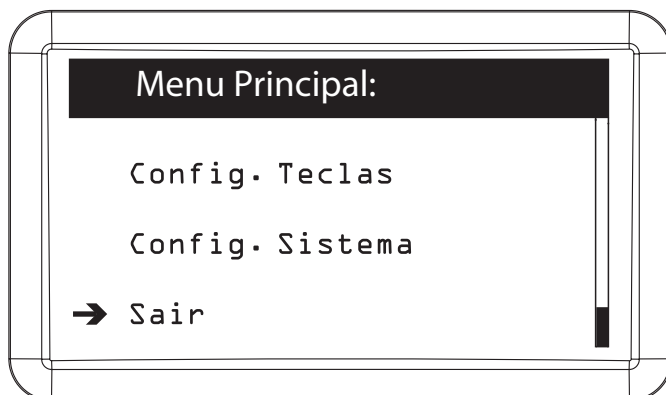 Menu Principal:
Config. Teclas
Config. Sistema
➔ Sair